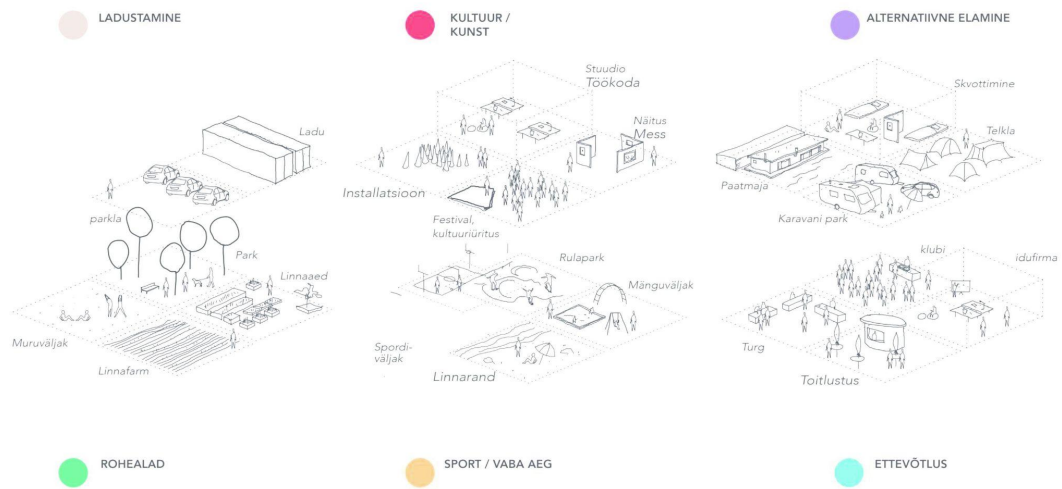 LADUSTAMINE
KULTUUR /
KUNST
ALTERNATIIVNE ELAMINE
Stuudio
Töökoda
Näitus
Mess
Installatsioon
Festival,
kultuuriüritus
Ladu
parkla
Skvottimine
Telkla
Paatmaja
Karavani park
Park
Linnaaed
Muruväljak
Linnafarm
Rulapark
Mänguväljak
Spordi-
väljak
Linnarand
klubi
idufirma
Turg
Toitlustus
ROHEALAD
SPORT / VABA AEG
ETTEVÕTLUS